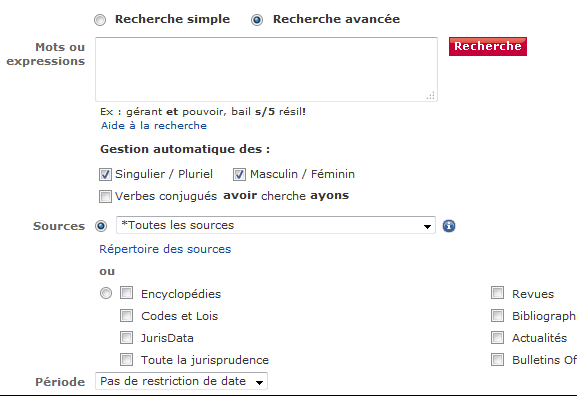 Recherche simple Recherche avancée
Mots ou expressions
Recherche
Ex : gérant et pouvoir, bail s/5 résil!
Aide à la recherche
Gestion automatique des :
Singulier / Pluriel Masculin / Féminin
Verbes conjugués avoir cherche ayons
Sources *Toutes les sources
Répertoire des sources
ou
Encyclopédies Revues
Codes et Lois Bibliograph
JurisData Actualités
Toute la jurisprudence Bulletins Of
Période Pas de restriction de date